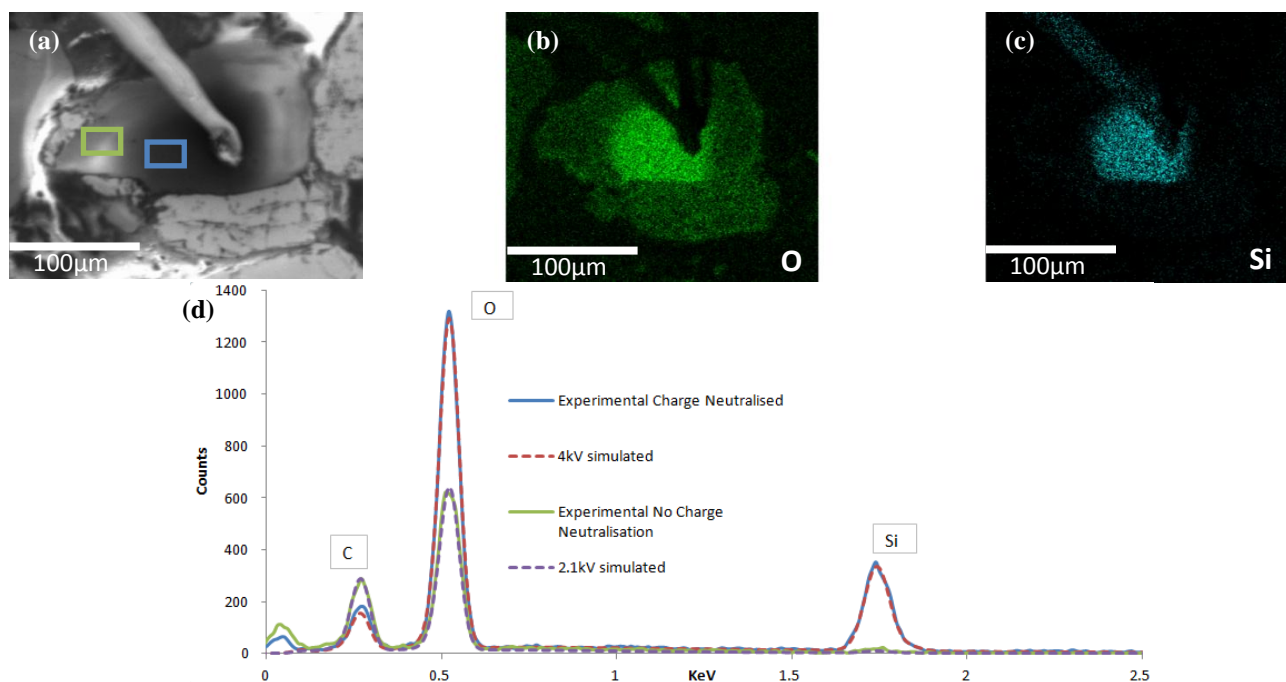 (a)
100µm
(b)
100µm
O
(c)
100µm
Si
(d)
1400
1200
1000
800
600
400
200
0
Counts
C
O
Si
Experimental Charge Neutralised
4kV simulated
Experimental No Charge
Neutralisation
2.1kV simulated
0
0.5
1
KeV
1.5
2
2.5